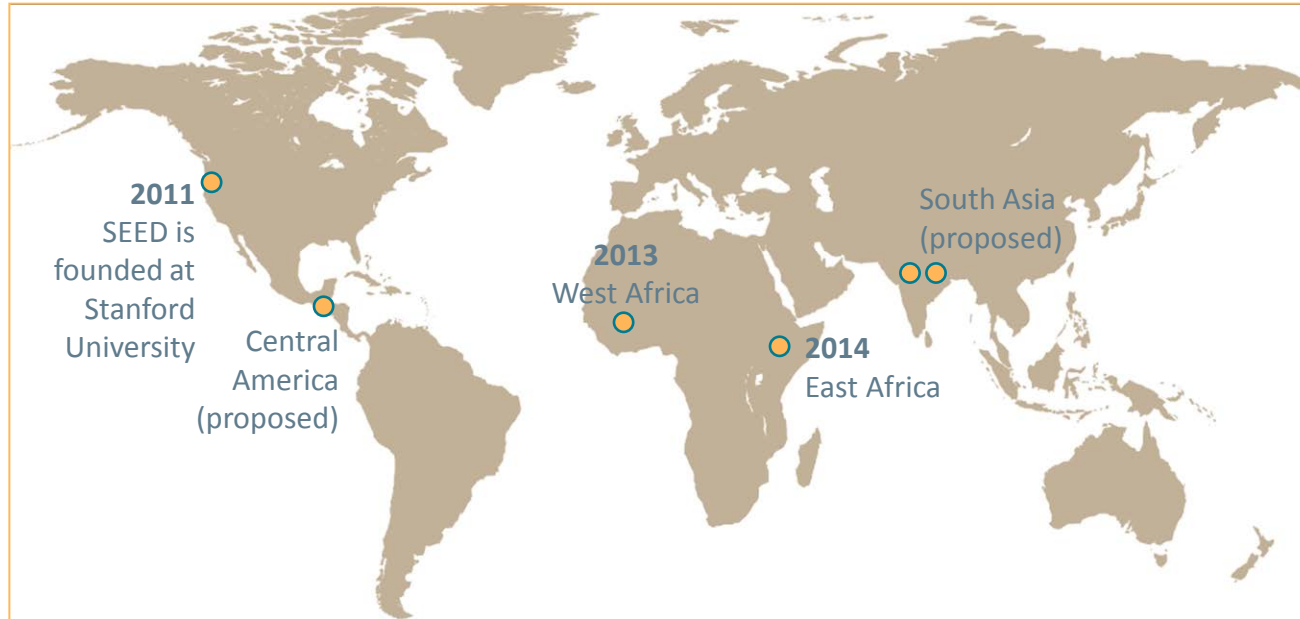 2011
SEED is
founded at
Stanford
University
Central
America
(proposed)
2013
West Africa
2014
East Africa
South Asia
(proposed)